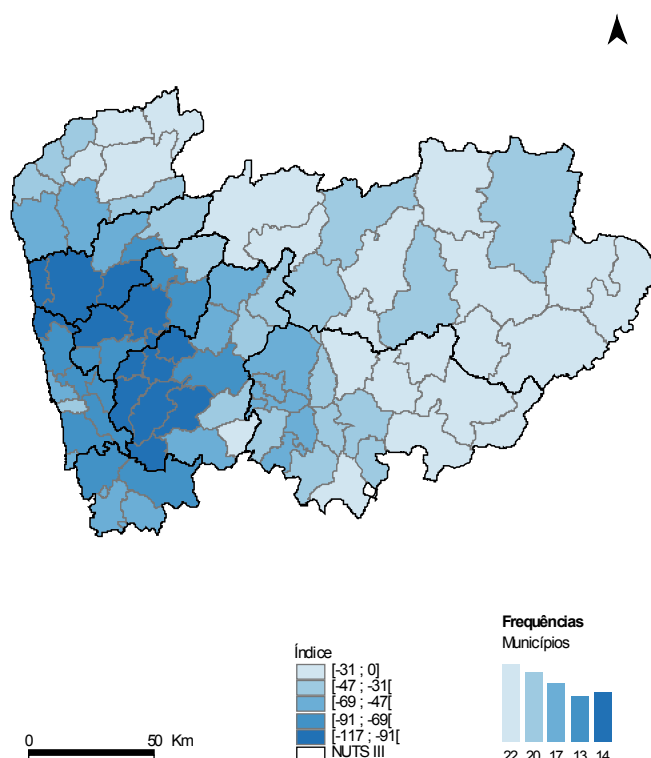 Frequências
Municípios
Índice
[-31 ; 0]
[-47 ; -31[
[-69 ; -47[
[-91 ; -69[
[-117 ; -91[
NUTS III
0 50 Km
22 20 17 13 14